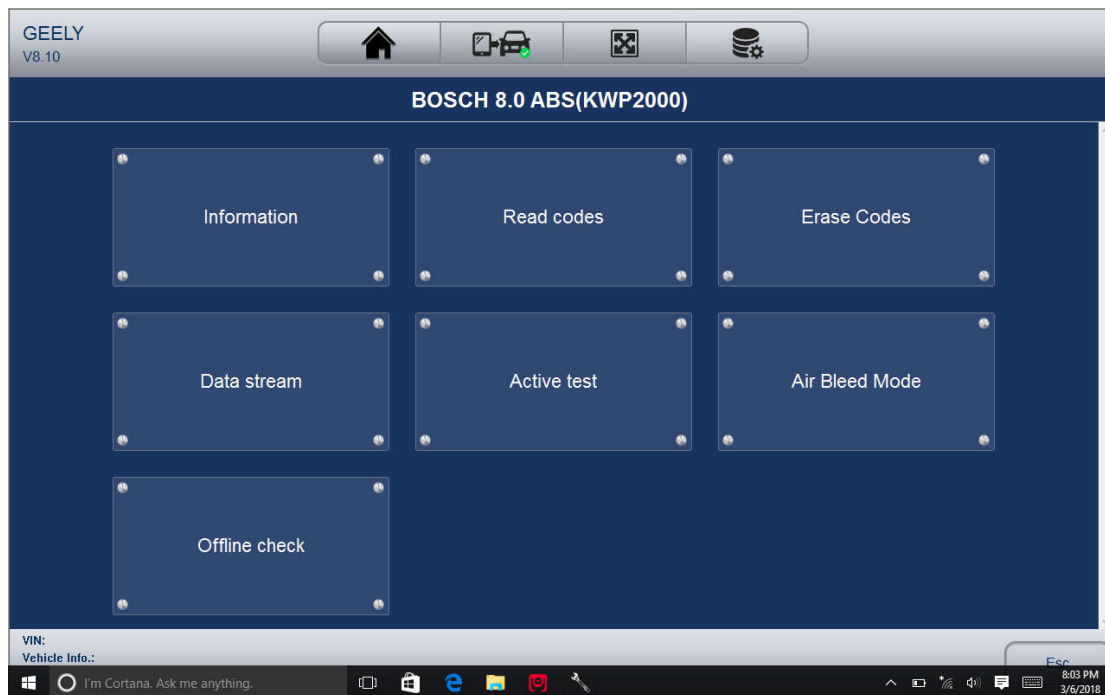 GEELY
V8.10
BOSCH 8.0 ABS(KWP2000)
Information
Read codes
Erase Codes
Data stream
Active test
Air Bleed Mode
Offline check
VIN:
Vehicle Info.:
Esc
I'm Cortana. Ask me anything.
8:03 PM
3/6/2018